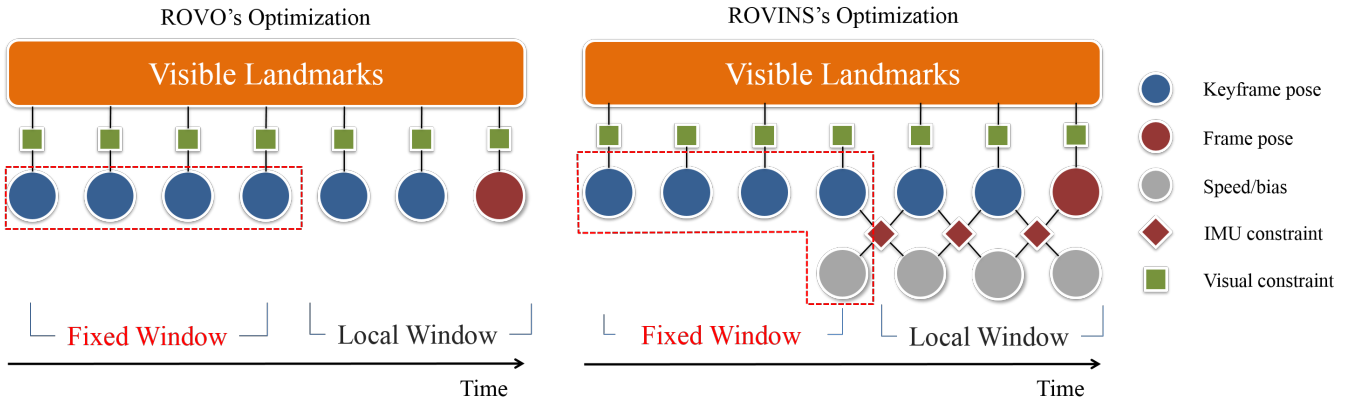 ROVO's Optimization
Visible Landmarks
Fixed Window
Local Window
Time
ROVINS's Optimization
Visible Landmarks
Fixed Window
Local Window
Time
Keyframe pose
Frame pose
Speed/bias
IMU constraint
Visual constraint